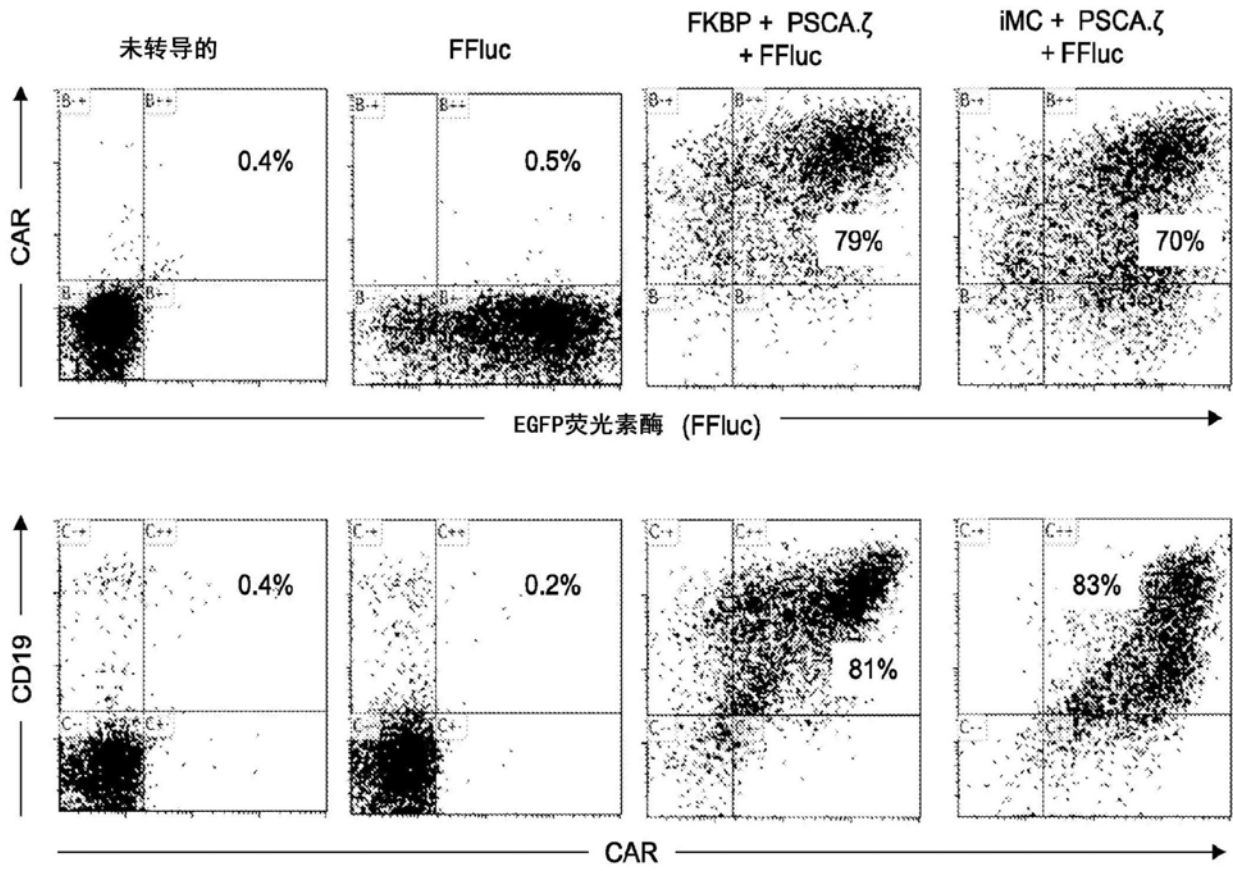 未转导的
FFluc
FKBP + PSCA.ζ
+ FFluc
iMC + PSCA.ζ
+ FFluc
CAR
B-+ B++
0.4%
B- B+-
B-+ B++
0.5%
B- B
B-+ B++
79%
B- B+-
B-+ B++
70%
B- B+-
EGFP荧光素酶 (FFluc)
CD19
C-+ C++
0.4%
C-- C+-
C-+ C++
0.2%
C-- C+-
C-+ C++
81%
C--
C-+ C++
83%
C--
CAR